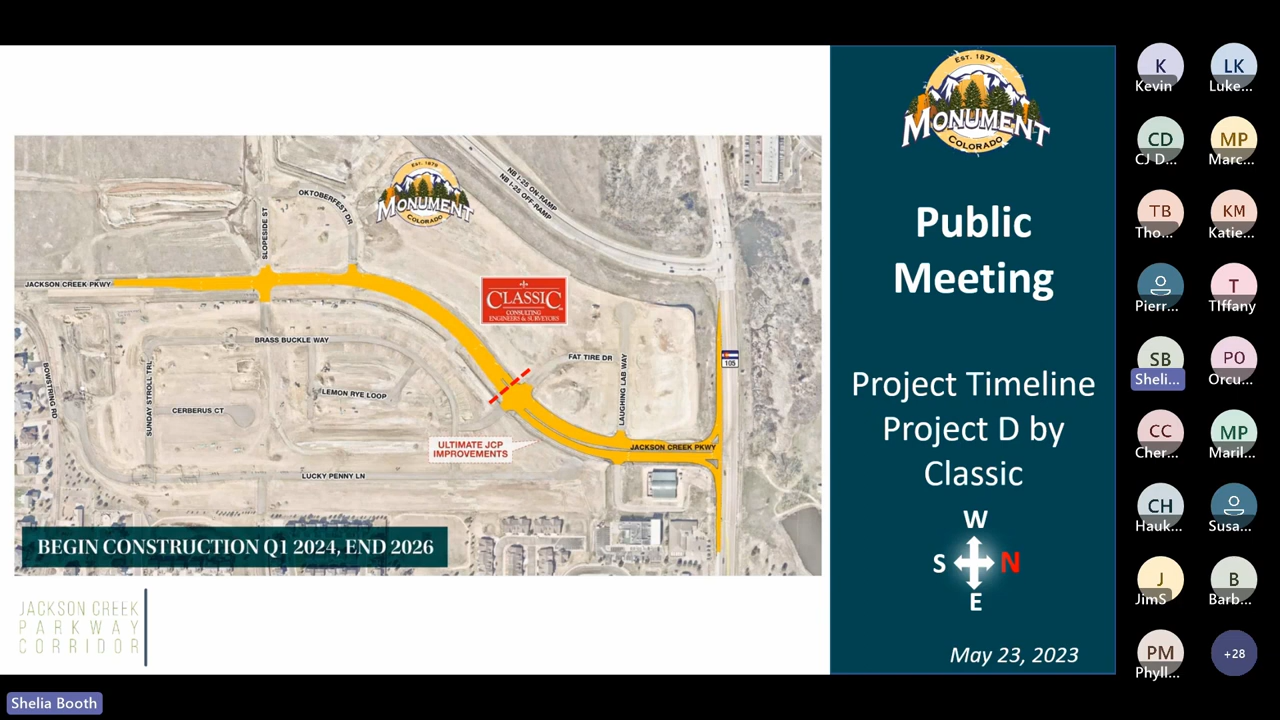 EST. 1879
MONUMENT
COLORADO
Public
Meeting
Project Timeline
Project D by
Classic
W
S
N
E
May 23, 2023
NB I-25 ON-RAMP
NB I-25 OFF-RAMP
OKTOBERFEST DR
SLOPESIDE ST
EST. 1879
MONUMENT
COLORADO
JACKSON CREEK PKWY
CLASSIC
CONSULTING
ENGINEERS & SURVEYORS
BRASS BUCKLE WAY
FAT TIRE DR
105
BOWSTRING RD
SUNDAY STROLL TRL
LEMON RYE LOOP
LAUGHING LAB WAY
CERBERUS CT
ULTIMATE JCP
IMPROVEMENTS
JACKSON CREEK PKWY
LUCKY PENNY LN
BEGIN CONSTRUCTION Q1 2024, END 2026
JACKSON CREEK
PARKWAY
CORRIDOR
Shelia Booth
K
Kevin
LK
Luke...
CD
CJ D...
MP
Marc...
TB
Tho...
KM
Katie...
Pierr...
T
TIffany
SB
Sheli...
PO
Orcu...
CC
Cher...
MP
Maril...
CH
Hauk...
Susa...
J
JimS
B
Barb...
PM
Phyll...
+28